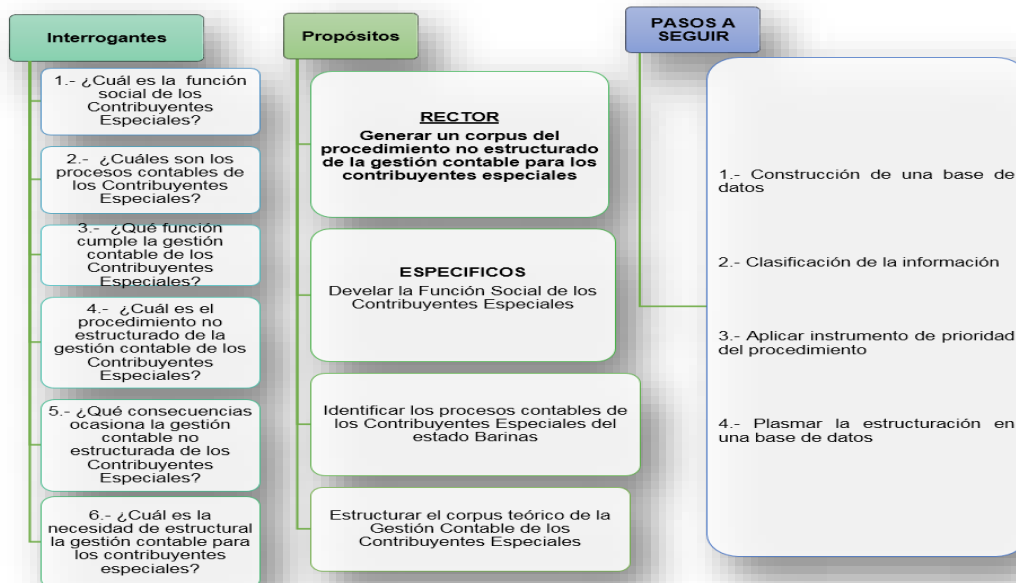 Interrogantes
1.- ¿Cuál es la función
social de los
Contribuyentes
Especiales?
2.- ¿Cuáles son los
procesos contables de
los Contribuyentes
Especiales?
3.- ¿Qué función
cumple la gestión
contable de los
Contribuyentes
Especiales?
4.- ¿Cuál es el
procedimiento no
estructurado de la
gestión contable de los
Contribuyentes
Especiales?
5.- ¿Qué consecuencias
ocasiona la gestión
contable no
estructurada de los
Contribuyentes
Especiales?
6.- ¿Cuál es la
necesidad de estructural
la gestión contable para
los contribuyentes
especiales?
Propósitos
RECTOR
Generar un corpus del
procedimiento no estructurado
de la gestión contable para los
contribuyentes especiales
ESPECIFICOS
Develar la Función Social de los
Contribuyentes Especiales
Identificar los procesos contables de
los Contribuyentes Especiales del
estado Barinas
Estructurar el corpus teórico de la
Gestión Contable de los
Contribuyentes Especiales
PASOS A
SEGUIR
1.- Construcción de una base de
datos
2.- Clasificación de la información
3.- Aplicar instrumento de prioridad
del procedimiento
4.- Plasmar la estructuración en
una base de datos